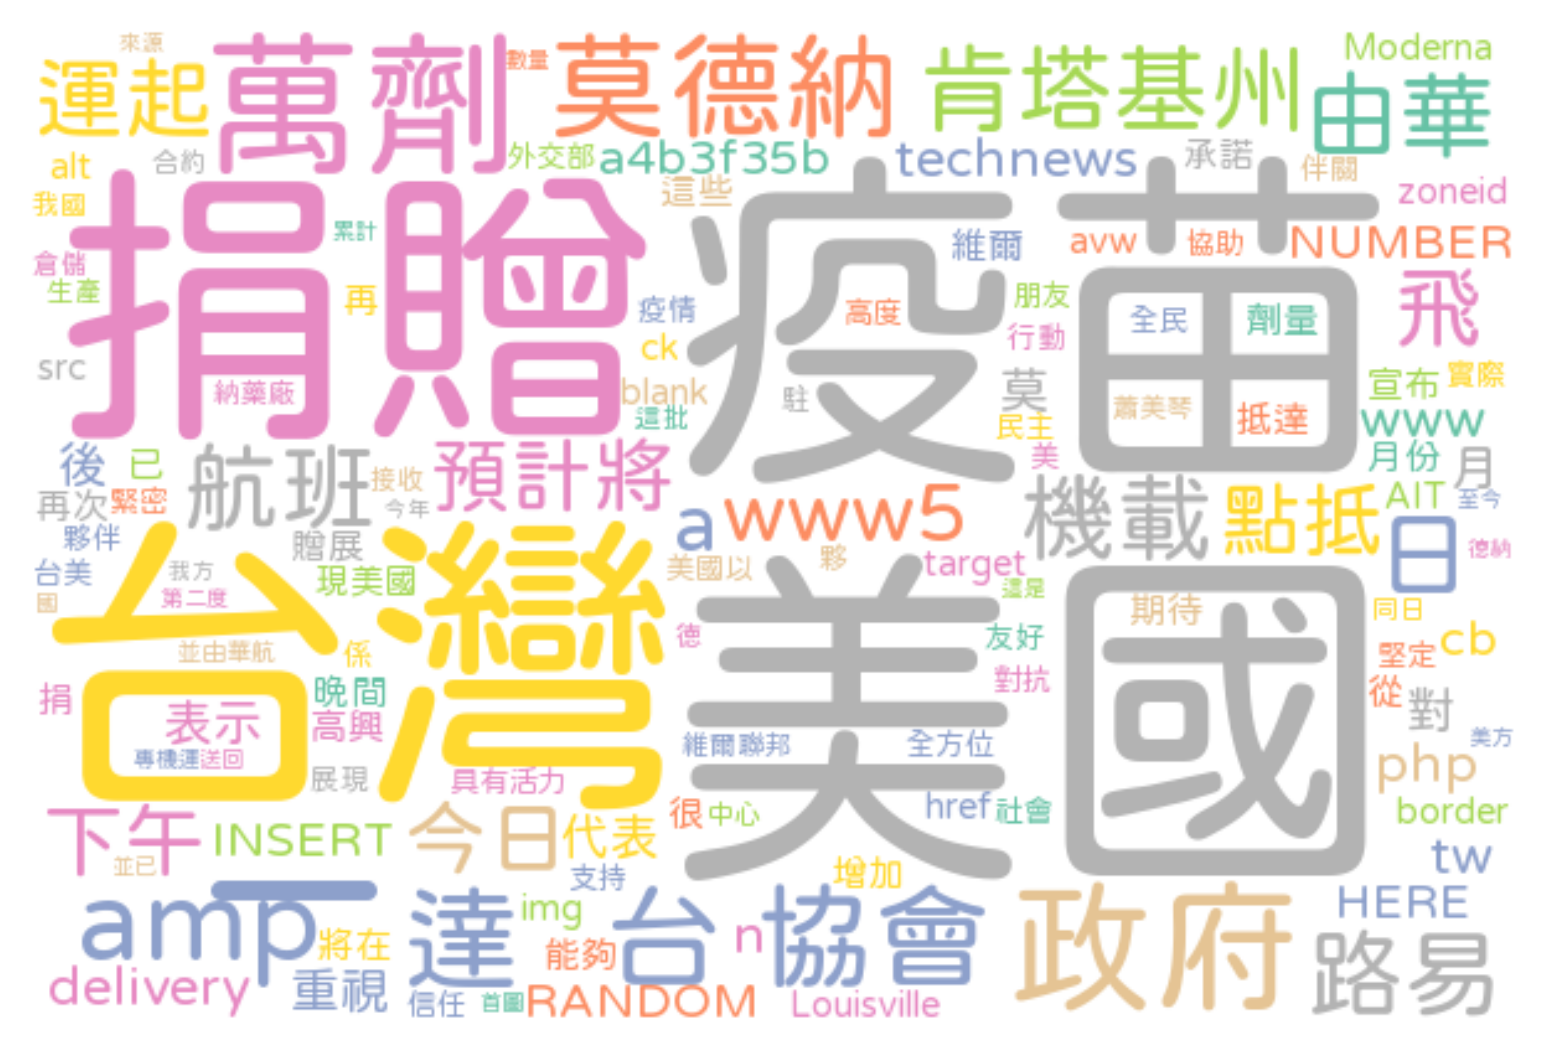 來源
運起
萬劑
數量
莫德納
肯塔基州
Moderna
由華
alt
合約
外交部
a4b3f35b
technews
承諾
伴關
我國
捐贈
這些
疫苗
zoneid
倉儲
累計
維爾
avw
協助
NUMBER
生產
再
疫情
高度
朋友
全民
劑量
飛
src
ck
行動
納藥廠
blank
駐
莫
蕭美琴
抵達
宣布
實際
這批
民主
www
後
已
航班
接收
預計將
美
月份
月
再次
緊密
今年
a
www5
機載
點抵
AIT
至今
夥伴
贈展
日
德納
台美
我方
現美國
美國以
夥
target
這是
國
第二度
台灣
美國
期待
同日
並由華航
係
德
友好
堅定
cb
捐
表示
晚間
對抗
從
對
高興
專機運送回
維爾聯邦
全方位
php
美方
展現
具有活力
下午
INSERT
今日
代表
很
中心
href
社會
border
並已
支持
增加
tw
amp
一
達
img
台
n
協會
政府
HERE
將在
能夠
路易
delivery
重視
信任
首圖
RANDOM
Louisville